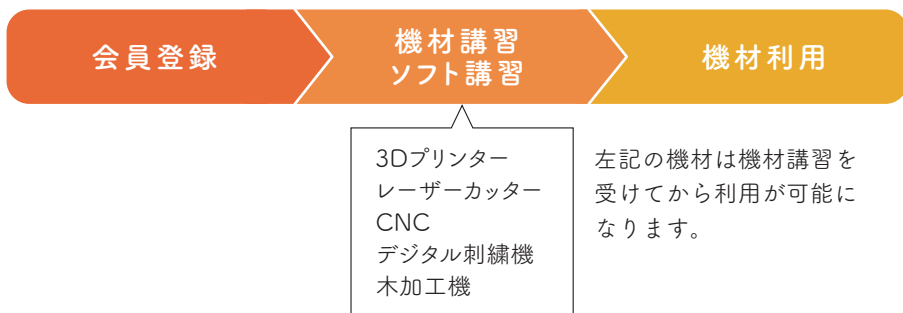 会員登録
機材講習
ソフト講習
機材利用
3Dプリンター
レーザーカッター
CNC
デジタル刺繍機
木加工機
左記の機材は機材講習を
受けてから利用が可能に
なります。